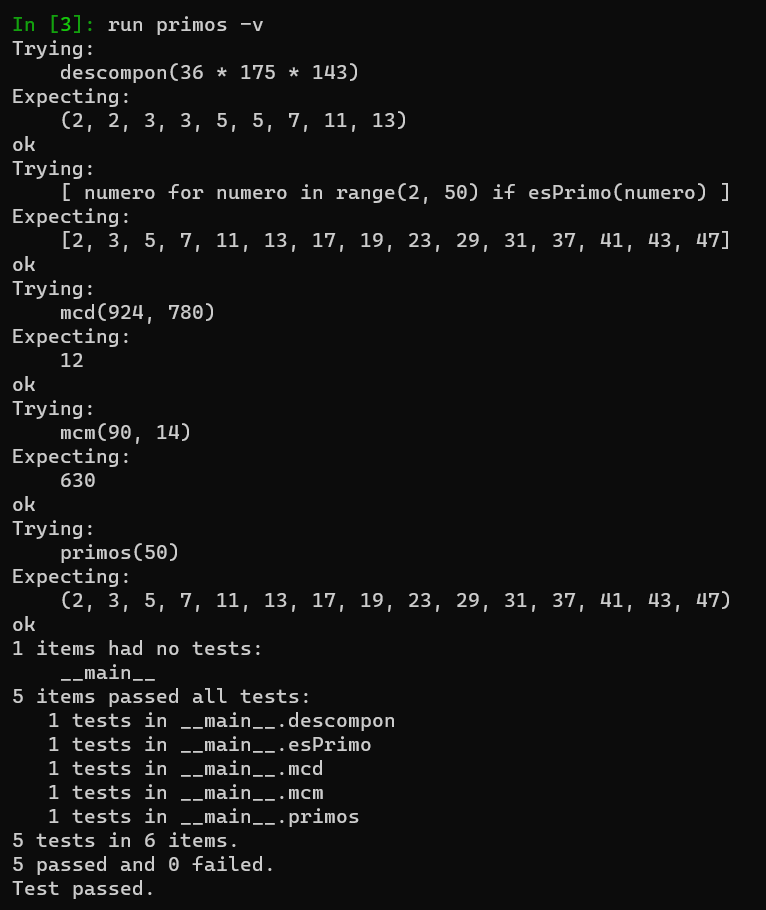 In [3]: run primos -v
Trying:
    descompon(36 * 175 * 143)
Expecting:
    (2, 2, 3, 3, 5, 5, 7, 11, 13)
ok
Trying:
    [ numero for numero in range(2, 50) if esPrimo(numero) ]
Expecting:
    [2, 3, 5, 7, 11, 13, 17, 19, 23, 29, 31, 37, 41, 43, 47]
ok
Trying:
    mcd(924, 780)
Expecting:
    12
ok
Trying:
    mcm(90, 14)
Expecting:
    630
ok
Trying:
    primos(50)
Expecting:
    (2, 3, 5, 7, 11, 13, 17, 19, 23, 29, 31, 37, 41, 43, 47)
ok
1 items had no tests:
    __main__
5 items passed all tests:
   1 tests in __main__.descompon
   1 tests in __main__.esPrimo
   1 tests in __main__.mcd
   1 tests in __main__.mcm
   1 tests in __main__.primos
5 tests in 6 items.
5 passed and 0 failed.
Test passed.